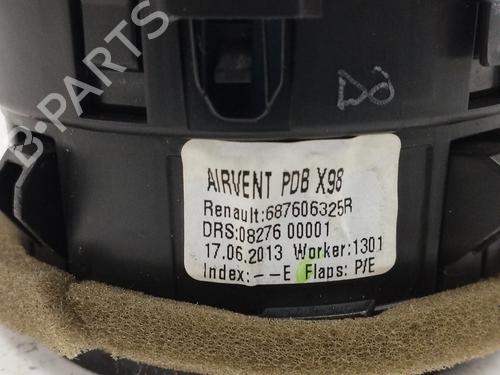 B-PARTS
AIRVENT PDB X98
Renault:687606325R
DRS:08276 00001
17.06.2013 Worker:1301
Index:--E Flaps: P/E